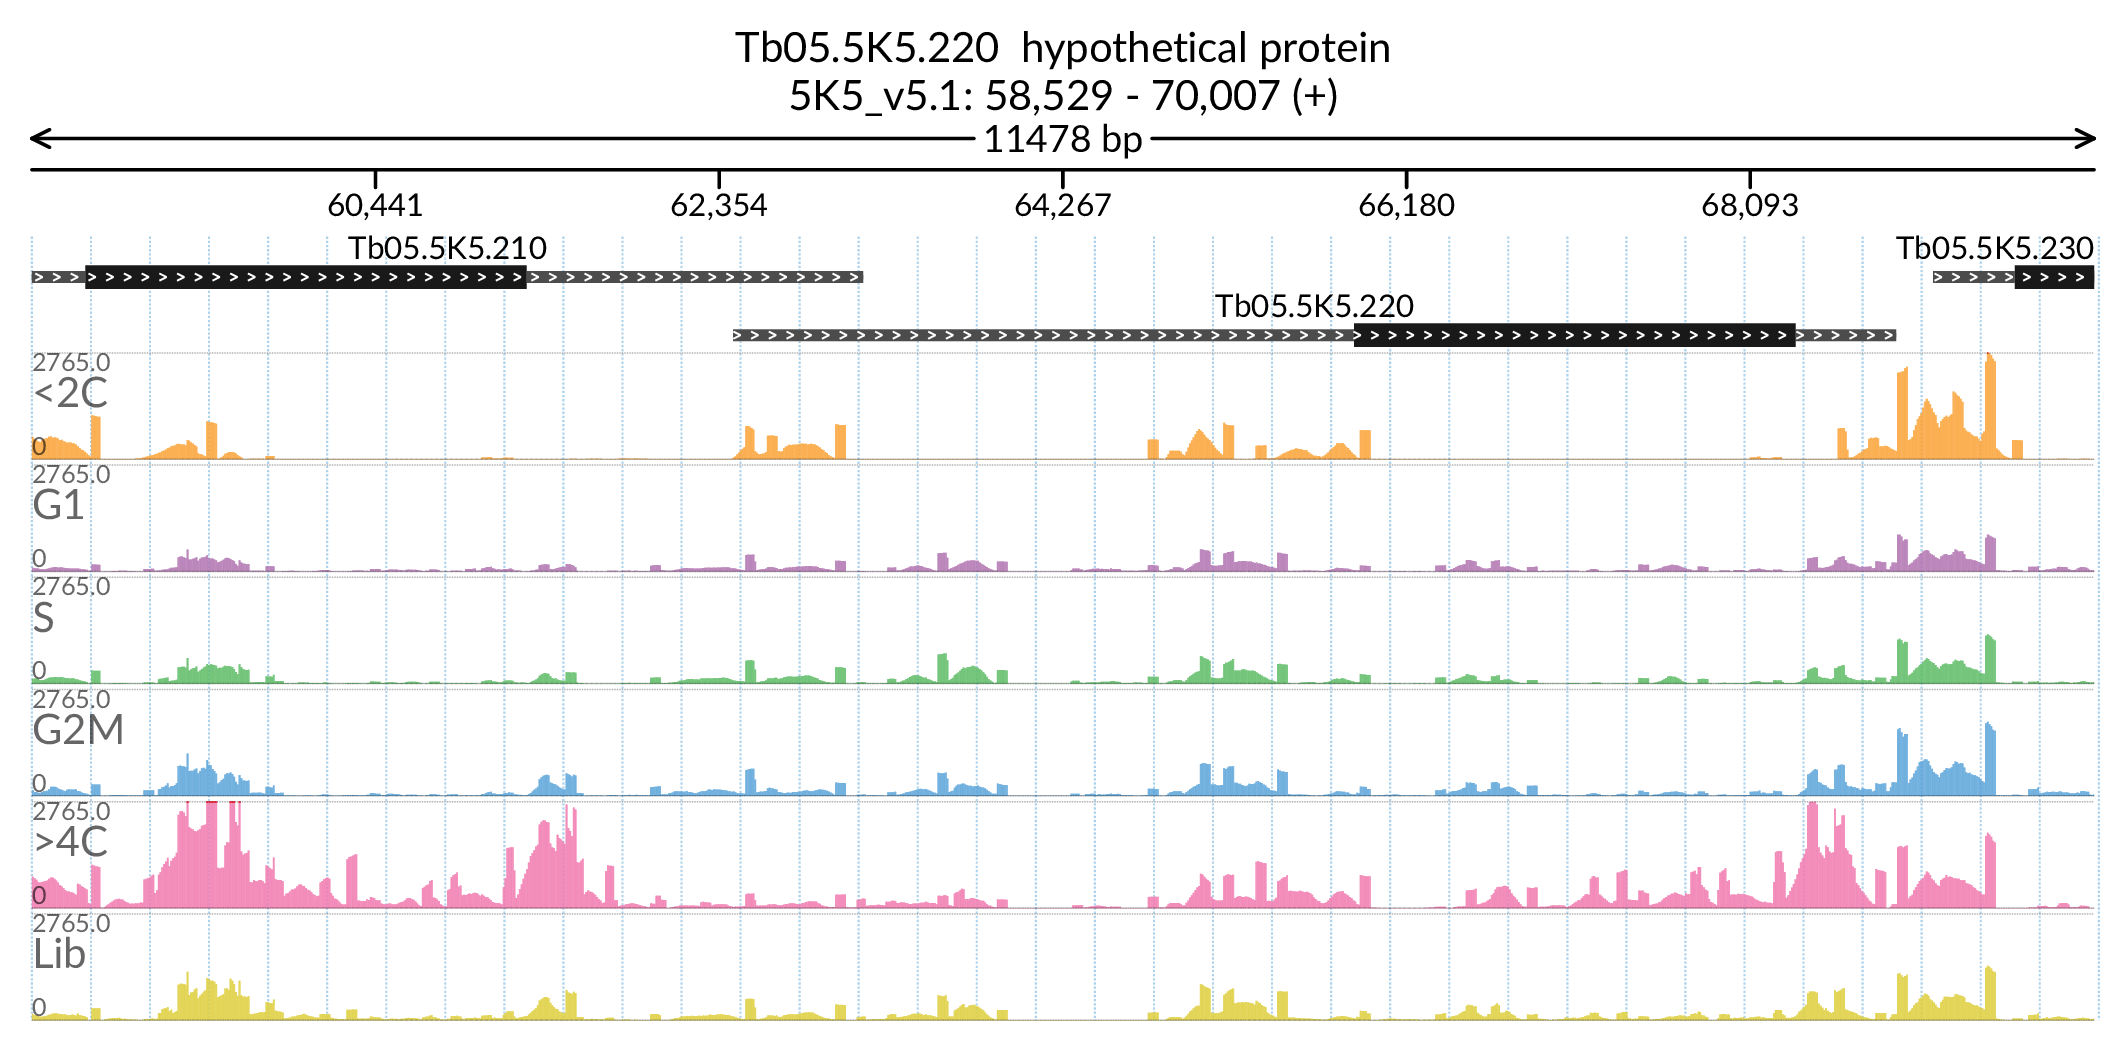 Tb05.5K5.220 hypothetical protein
5K5_v5.1: 58,529 - 70,007 (+)
11478 bp
60,441 62,354 64,267 66,180 68,093
Tb05.5K5.210 Tb05.5K5.230
Tb05.5K5.220
2765.0
<2C
0
2765.0
G1
0
2765.0
S
0
2765.0
G2M
0
2765.0
>4C
0
2765.0
Lib
0